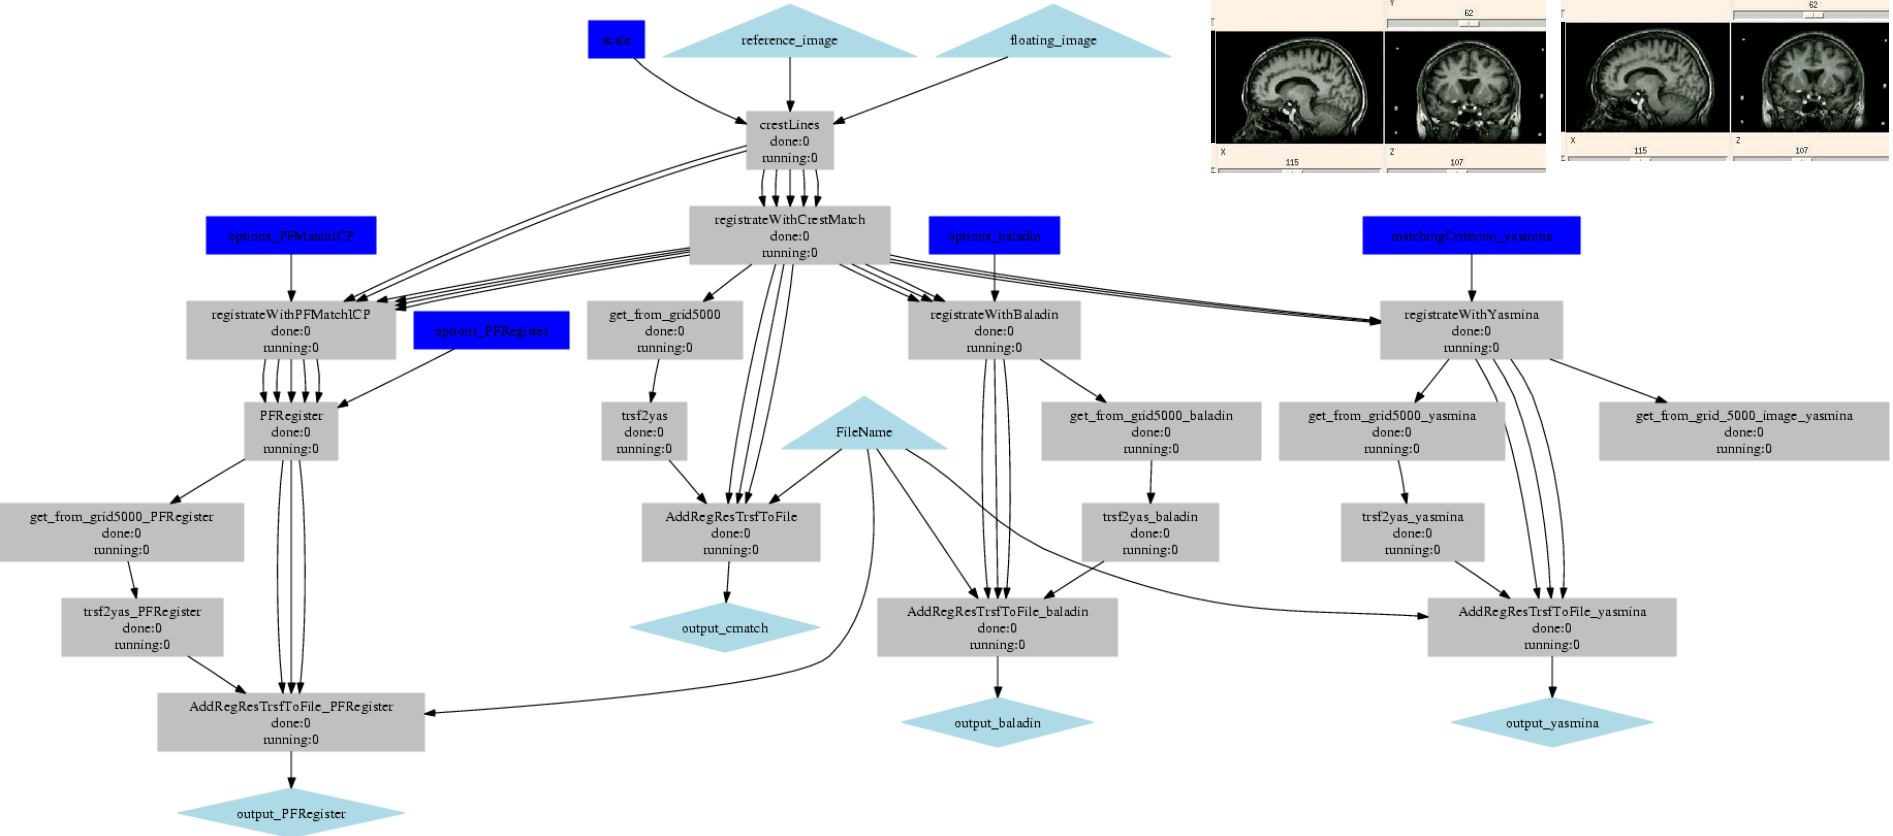 scale
reference_image
floating_image
Y
62
62
X
115
Z
107
X
115
Z
107
crestLines
done:0
running:0
options_PFMatchICP
registrateWithCrestMatch
done:0
running:0
options_baladin
matchingCriterion_yasmina
registrateWithPFMatchICP
done:0
running:0
options_PFRegister
get_from_grid5000
done:0
running:0
registrateWithBaladin
done:0
running:0
registrateWithYasmina
done:0
running:0
PFRegister
done:0
running:0
trsf2yas
done:0
running:0
FileName
get_from_grid5000_baladin
done:0
running:0
get_from_grid5000_yasmina
done:0
running:0
get_from_grid_5000_image_yasmina
done:0
running:0
get_from_grid5000_PFRegister
done:0
running:0
AddRegResTrsfToFile
done:0
running:0
trsf2yas_baladin
done:0
running:0
trsf2yas_yasmina
done:0
running:0
trsf2yas_PFRegister
done:0
running:0
output_cmatch
AddRegResTrsfToFile_baladin
done:0
running:0
AddRegResTrsfToFile_yasmina
done:0
running:0
AddRegResTrsfToFile_PFRegister
done:0
running:0
output_baladin
output_yasmina
output_PFRegister